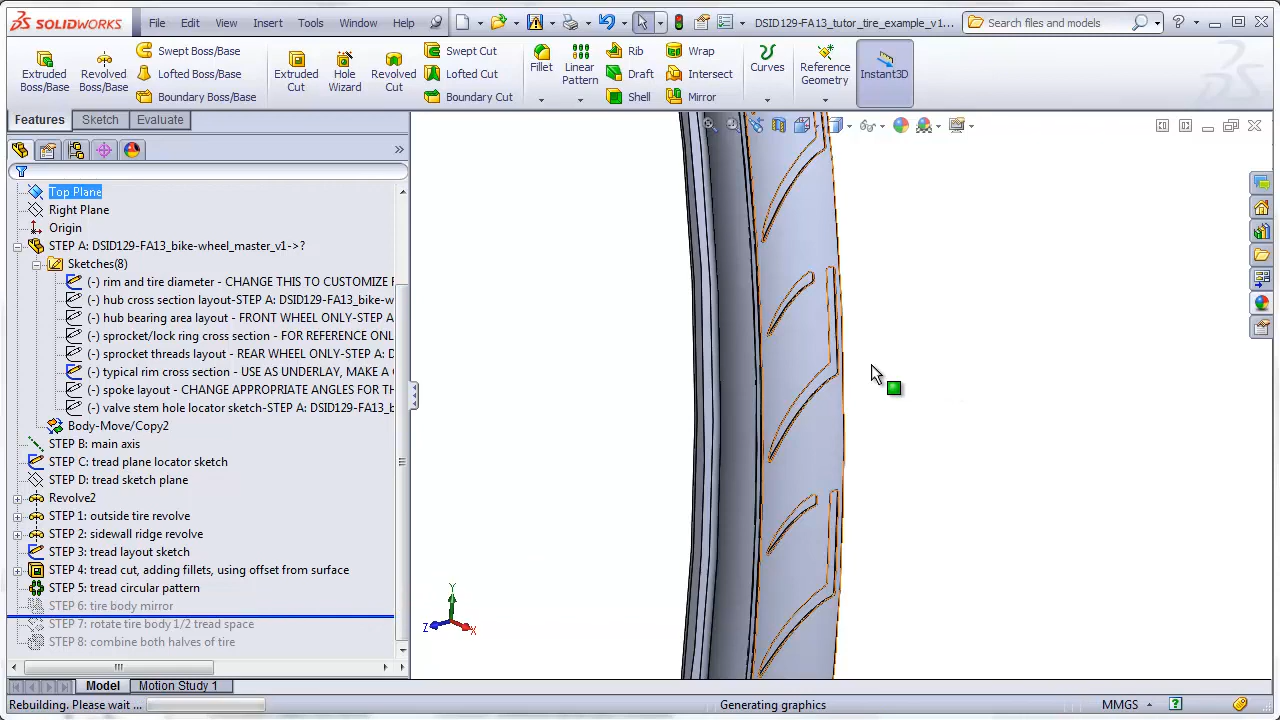 SOLIDWORKS File Edit View Insert Tools Window Help DSID129-FA13_tutor_tire_example_v1... Search files and models
Extruded Boss/Base
Revolved Boss/Base
Swept Boss/Base
Lofted Boss/Base
Boundary Boss/Base
Extruded Cut
Hole Wizard
Revolved Cut
Swept Cut
Lofted Cut
Boundary Cut
Fillet
Linear Pattern
Rib
Draft
Shell
Wrap
Intersect
Mirror
Curves
Reference Geometry
Instant3D
Features Sketch Evaluate
Top Plane
Right Plane
Origin
STEP A: DSID129-FA13_bike-wheel_master_v1->?
Sketches(8)
(-) rim and tire diameter - CHANGE THIS TO CUSTOMIZE
(-) hub cross section layout-STEP A: DSID129-FA13_bike-w
(-) hub bearing area layout - FRONT WHEEL ONLY-STEP A:
(-) sprocket/lock ring cross section - FOR REFERENCE ONL
(-) sprocket threads layout - REAR WHEEL ONLY-STEP A: D
(-) typical rim cross section - USE AS UNDERLAY, MAKE A
(-) spoke layout - CHANGE APPROPRIATE ANGLES FOR TH
(-) valve stem hole locator sketch-STEP A: DSID129-FA13_b
Body-Move/Copy2
STEP B: main axis
STEP C: tread plane locator sketch
STEP D: tread sketch plane
Revolve2
STEP 1: outside tire revolve
STEP 2: sidewall ridge revolve
STEP 3: tread layout sketch
STEP 4: tread cut, adding fillets, using offset from surface
STEP 5: tread circular pattern
STEP 6: tire body mirror
STEP 7: rotate tire body 1/2 tread space
STEP 8: combine both halves of tire
Y
Z X
Model Motion Study 1
Rebuilding. Please wait ... Generating graphics MMGS